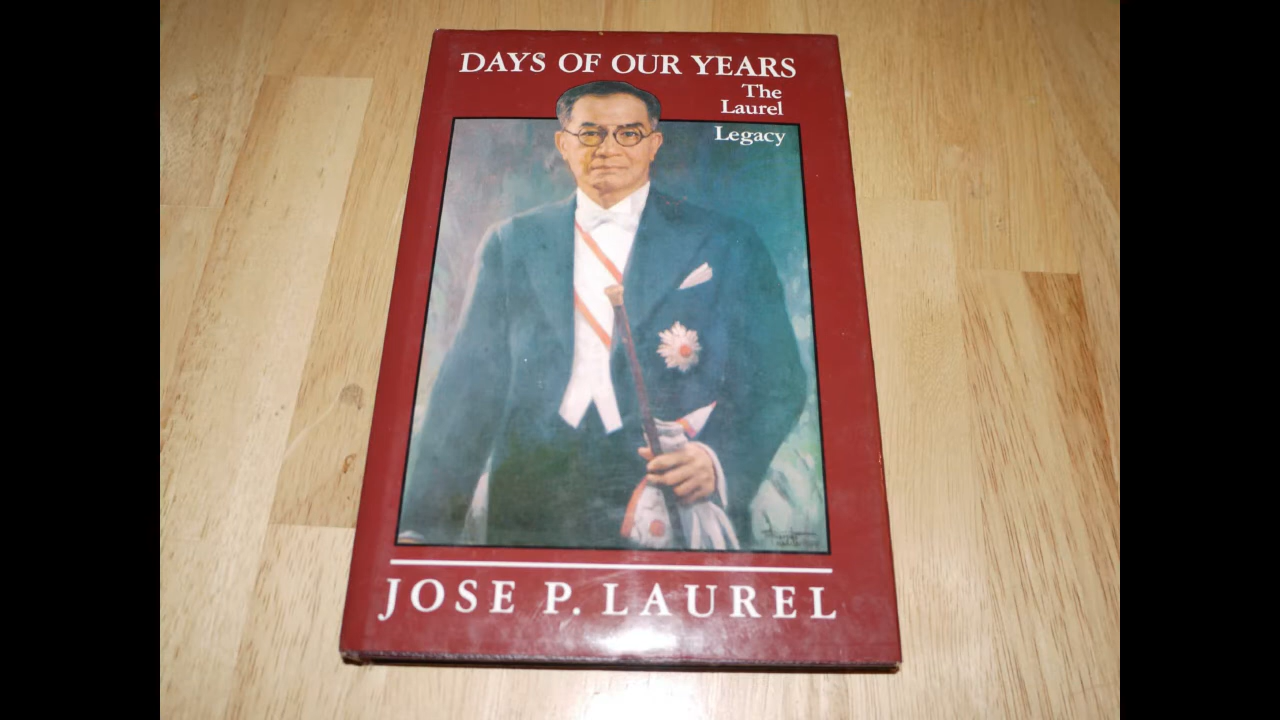 DAYS OF OUR YEARS
The
Laurel
Legacy
JOSE P. LAUREL